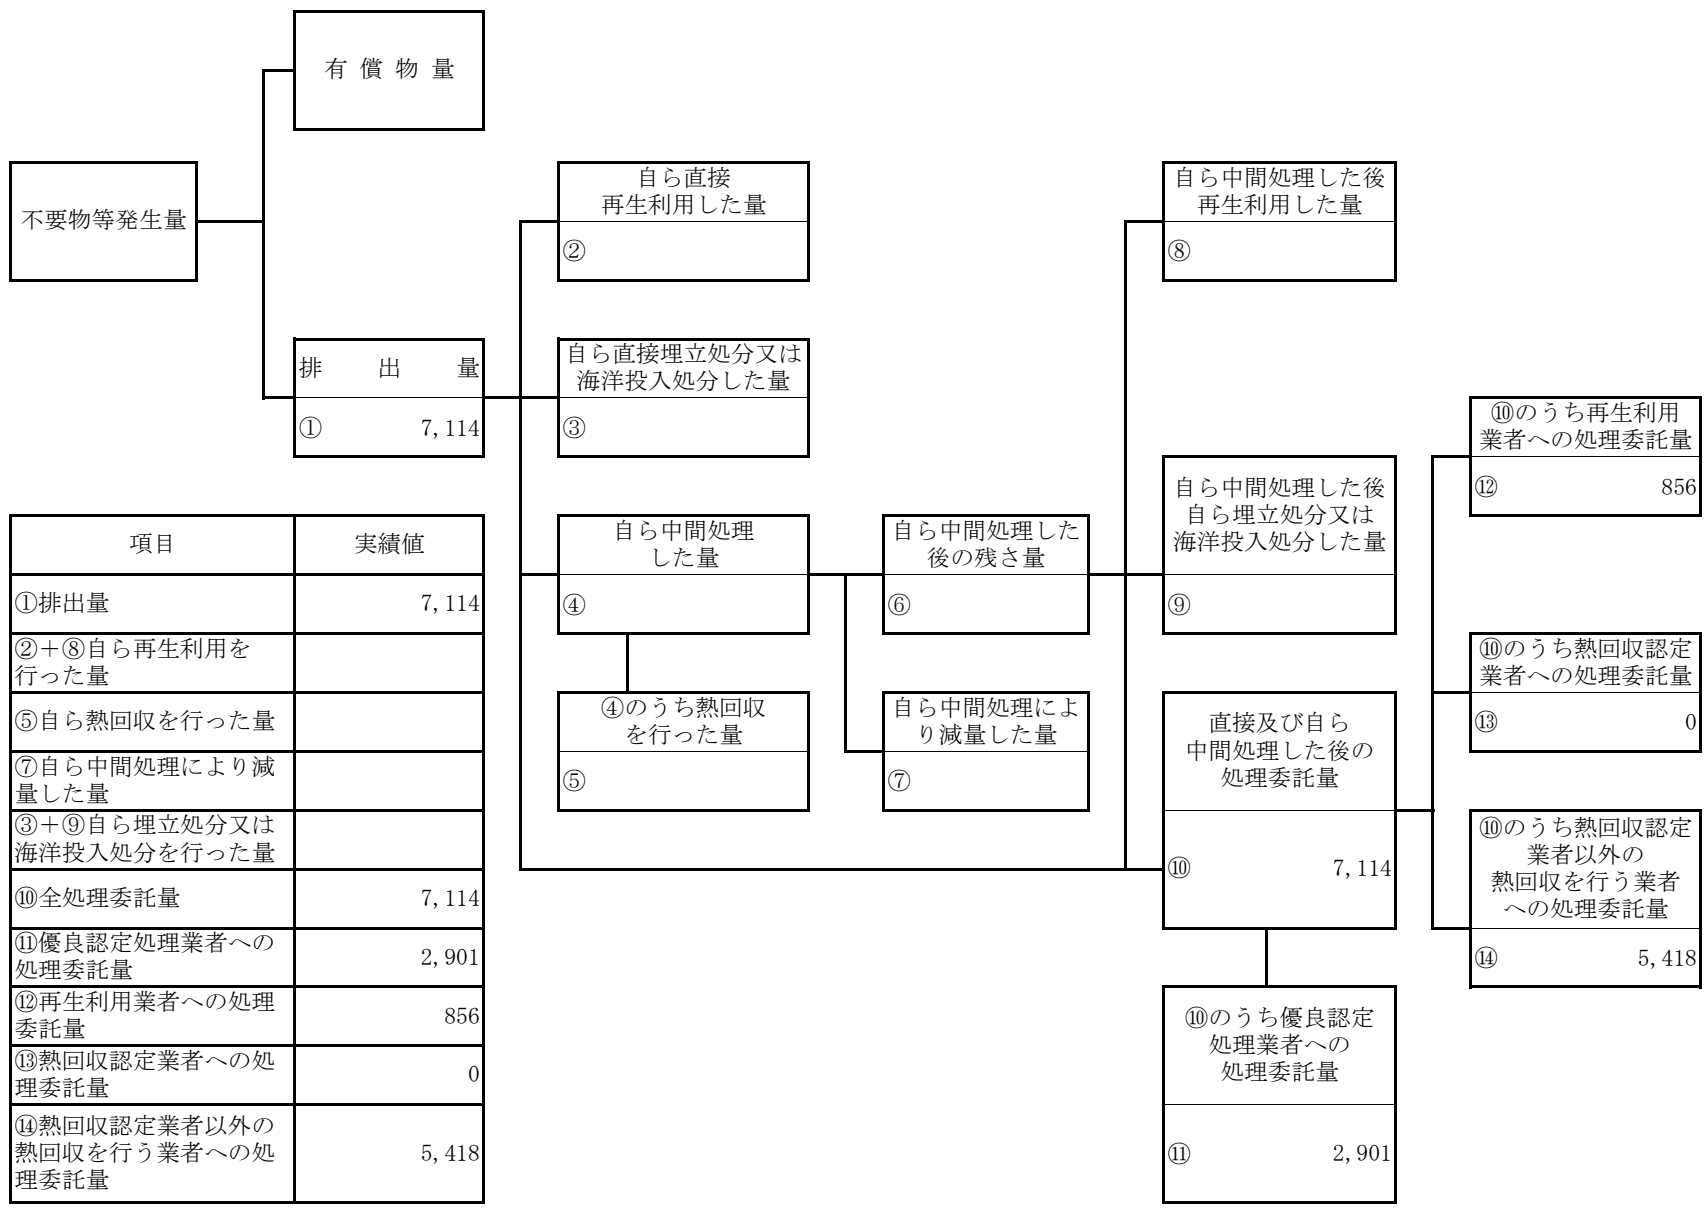 有償物量
不要物等発生量
自ら直接
再生利用した量
②
自ら中間処理した後
再生利用した量
⑧
排出量
① 7,114
自ら直接埋立処分又は
海洋投入処分した量
③
⑩のうち再生利用
業者への処理委託量
⑫ 856
自ら中間処理した後
自ら埋立処分又は
海洋投入処分した量
⑨
自ら中間処理
した量
④
自ら中間処理した
後の残さ量
⑥
⑩のうち熱回収認定
業者への処理委託量
⑬ 0
④のうち熱回収
を行った量
⑤
自ら中間処理によ
り減量した量
⑦
直接及び自ら
中間処理した後の
処理委託量
⑩ 7,114
⑩のうち熱回収認定
業者以外の
熱回収を行う業者
への処理委託量
⑭ 5,418
⑩のうち優良認定
処理業者への
処理委託量
⑪ 2,901
項目 実績値
①排出量 7,114
②＋⑧自ら再生利用を
行った量
⑤自ら熱回収を行った量
⑦自ら中間処理により減
量した量
③＋⑨自ら埋立処分又は
海洋投入処分を行った量
⑩全処理委託量 7,114
⑪優良認定処理業者への
処理委託量 2,901
⑫再生利用業者への処理
委託量 856
⑬熱回収認定業者への処
理委託量 0
⑭熱回収認定業者以外の
熱回収を行う業者への処
理委託量 5,418